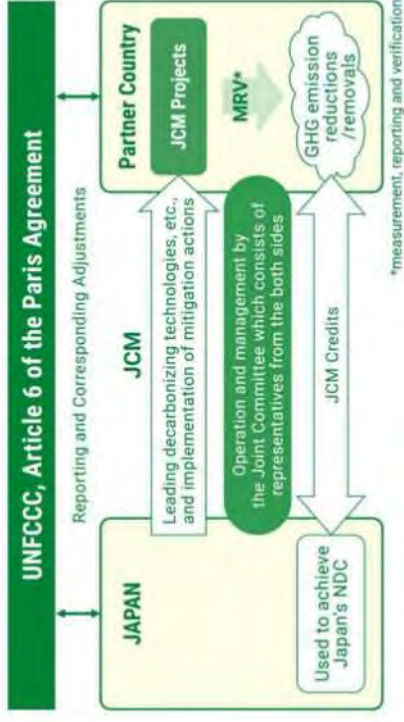 UNFCCC, Article 6 of the Paris Agreement
Reporting and Corresponding Adjustments
JAPAN
JCM
Partner Country
Leading decarbonizing technologies, etc.,
and implementation of mitigation actions
JCM Projects
MRV*
Operation and management by
the Joint Committee which consists of
representatives from the both sides
Used to achieve
Japan's NDC
JCM Credits
GHG emission
reductions
/removals
*measurement, reporting and verification